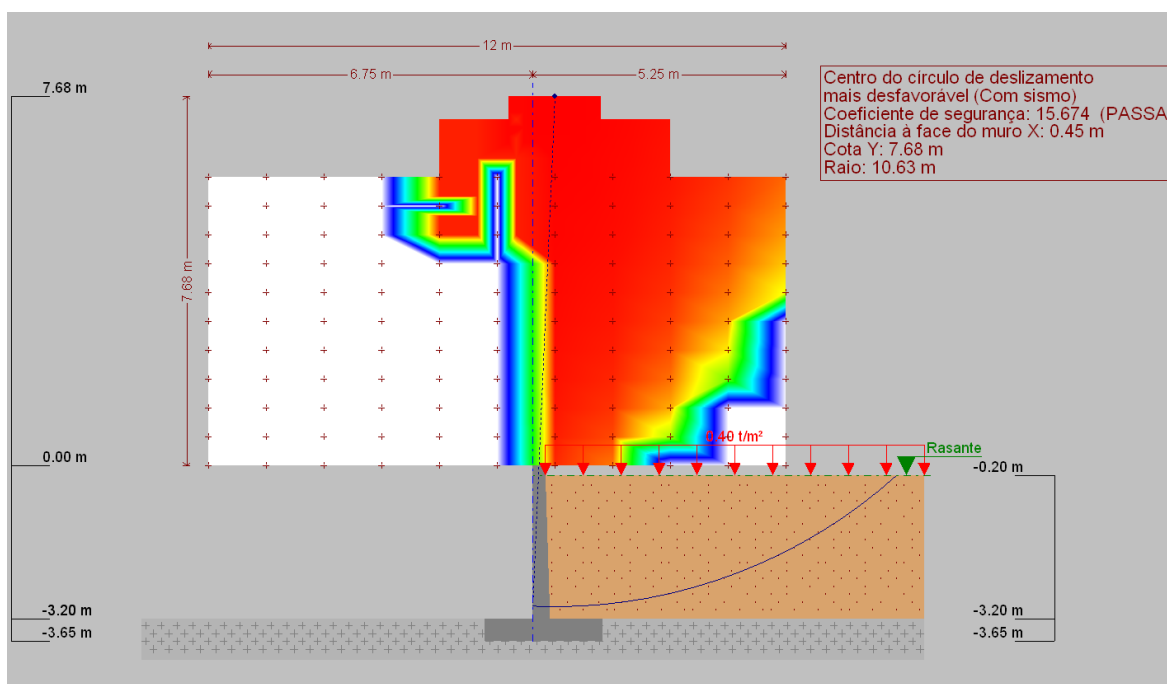 12 m
6.75 m
5.25 m
7.68 m
7.68 m
Centro do círculo de deslizamento
mais desfavorável (Com sismo)
Coeficiente de segurança: 15.674 (PASSA
Distância à face do muro X: 0.45 m
Cota Y: 7.68 m
Raio: 10.63 m
0.40 t/m²
Rasante
0.00 m
-0.20 m
-3.20 m
-3.65 m
-3.20 m
-3.65 m